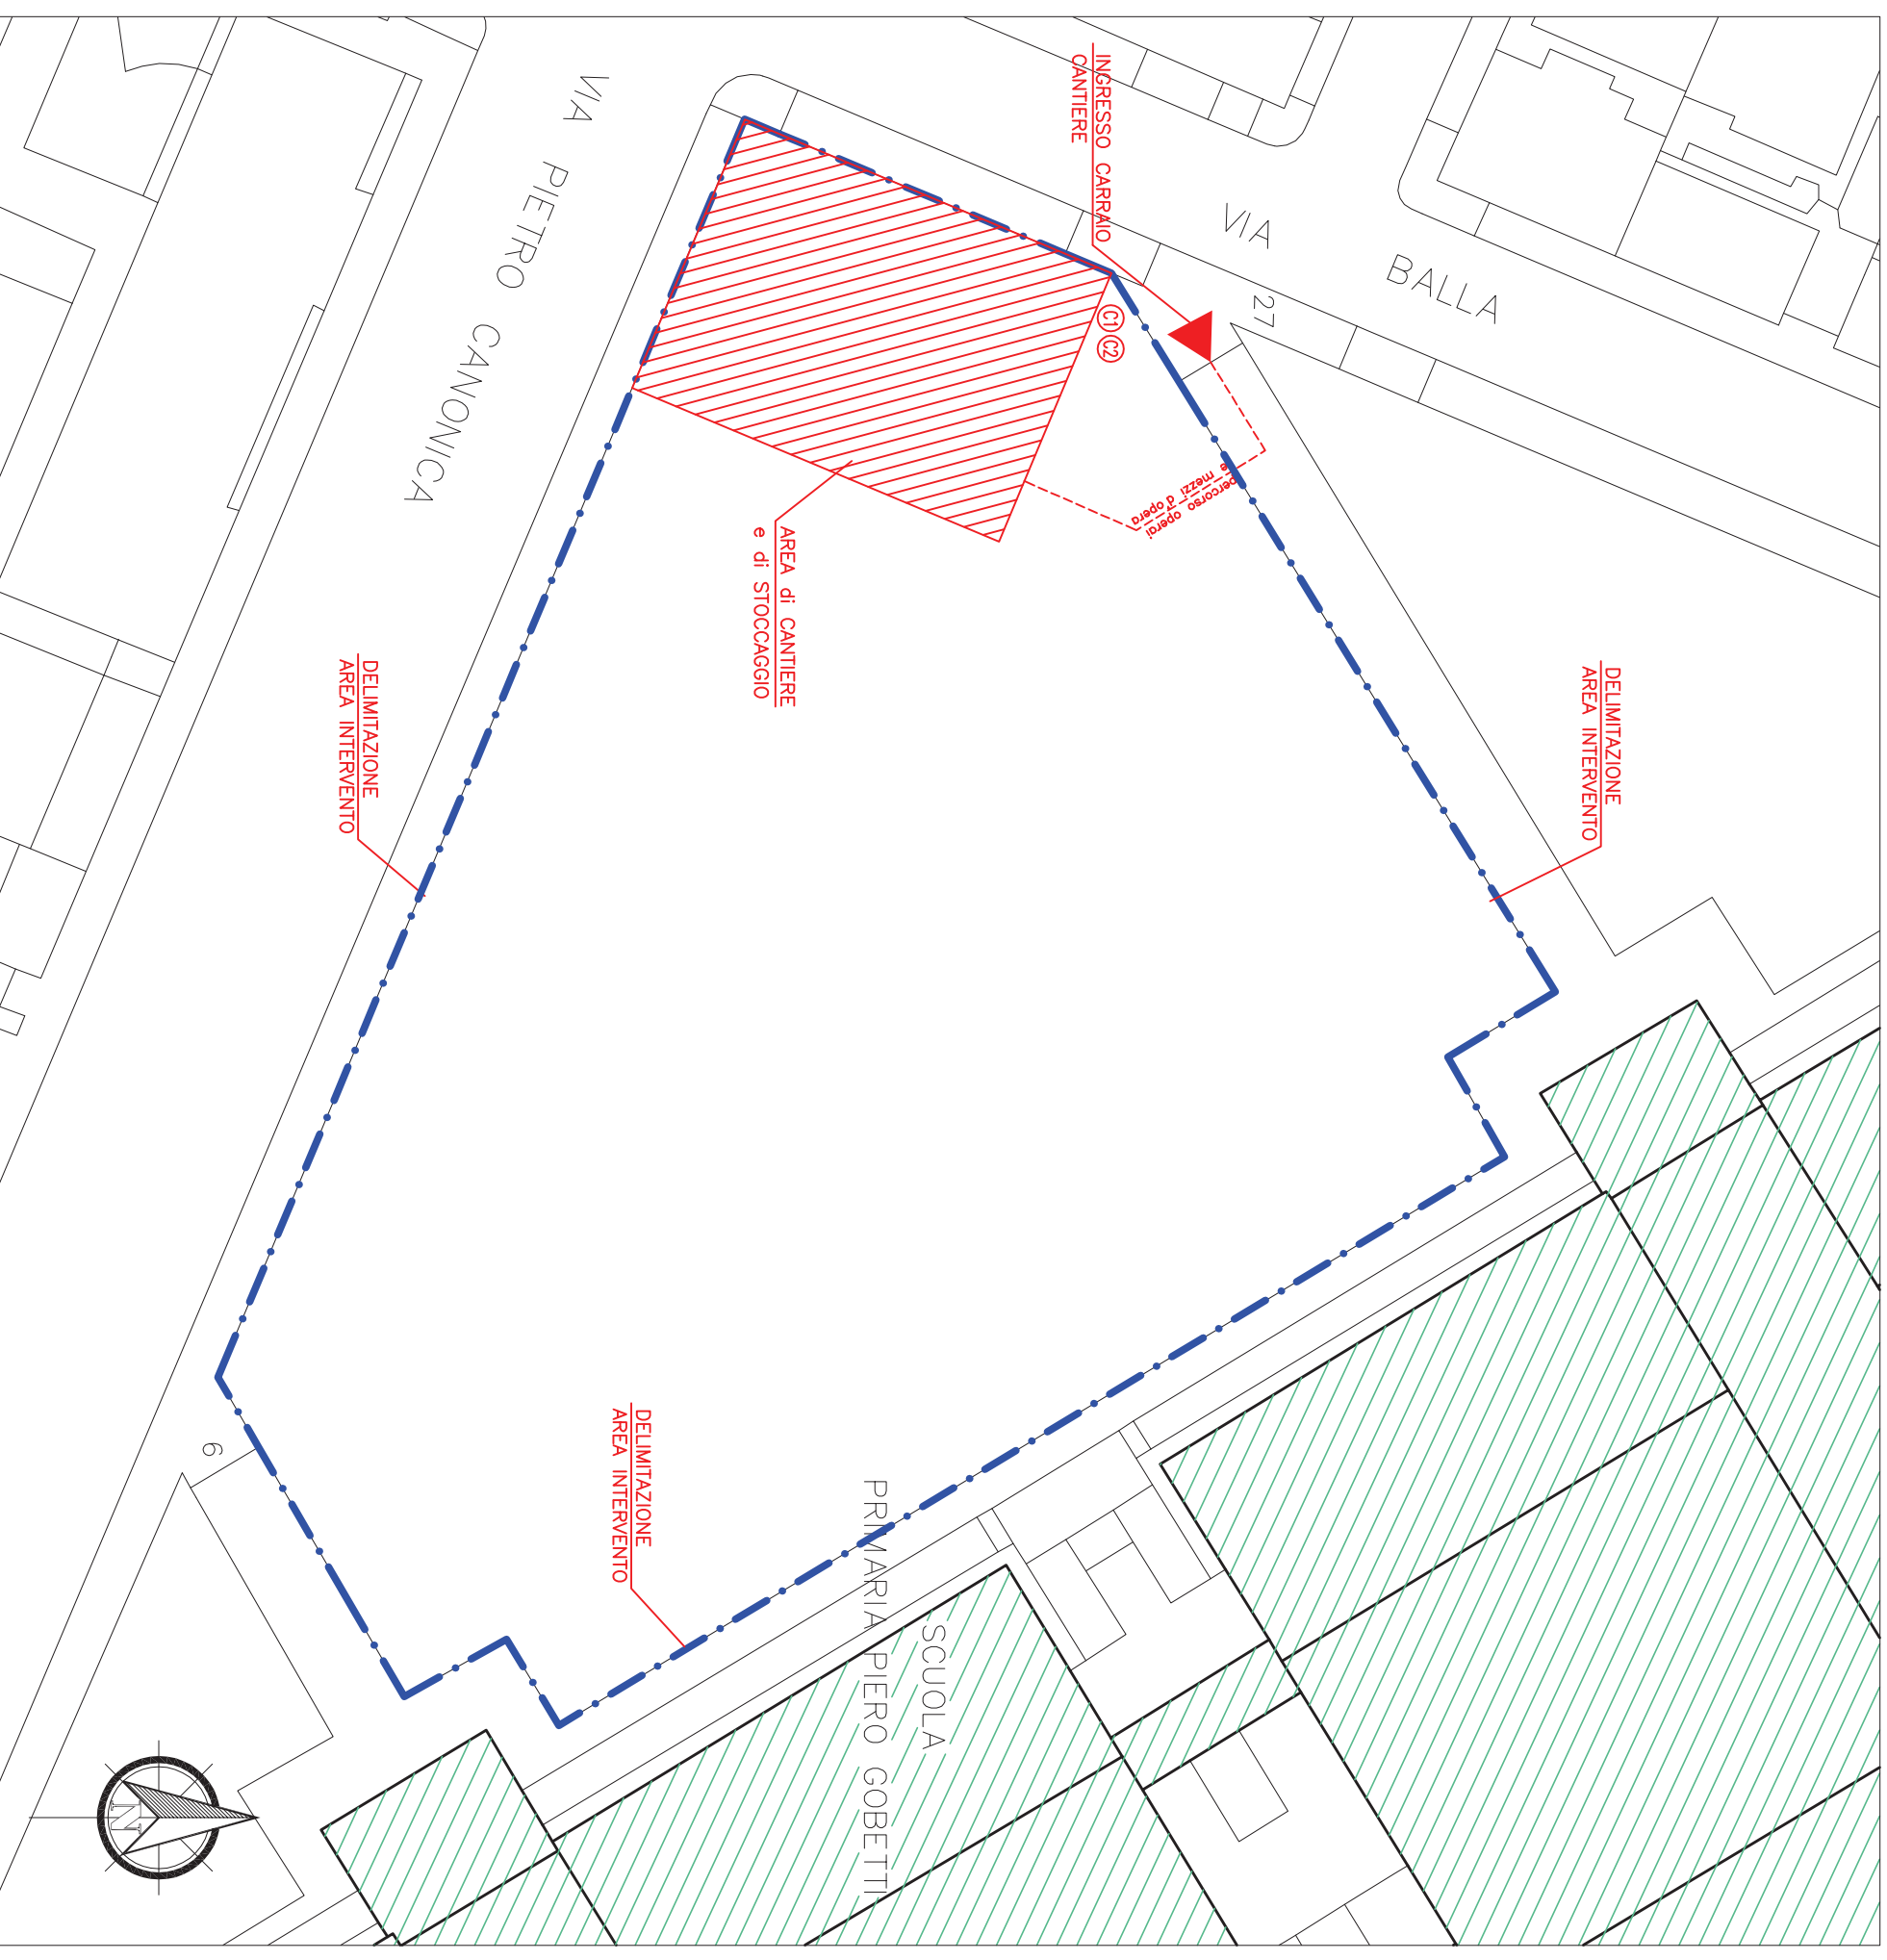 DELIMITAZIONE
AREA INTERVENTO
BALLA
VIA
27
INGRESSO CARRAIO
CANTIERE
C1 C2
percorso operai
e mezzi d'opera
AREA di CANTIERE
e di STOCCAGGIO
VIA PIETRO CANONICA
DELIMITAZIONE
AREA INTERVENTO
DELIMITAZIONE
AREA INTERVENTO
SCUOLA
PRIMARIA PIERO GOBETTI
6
N